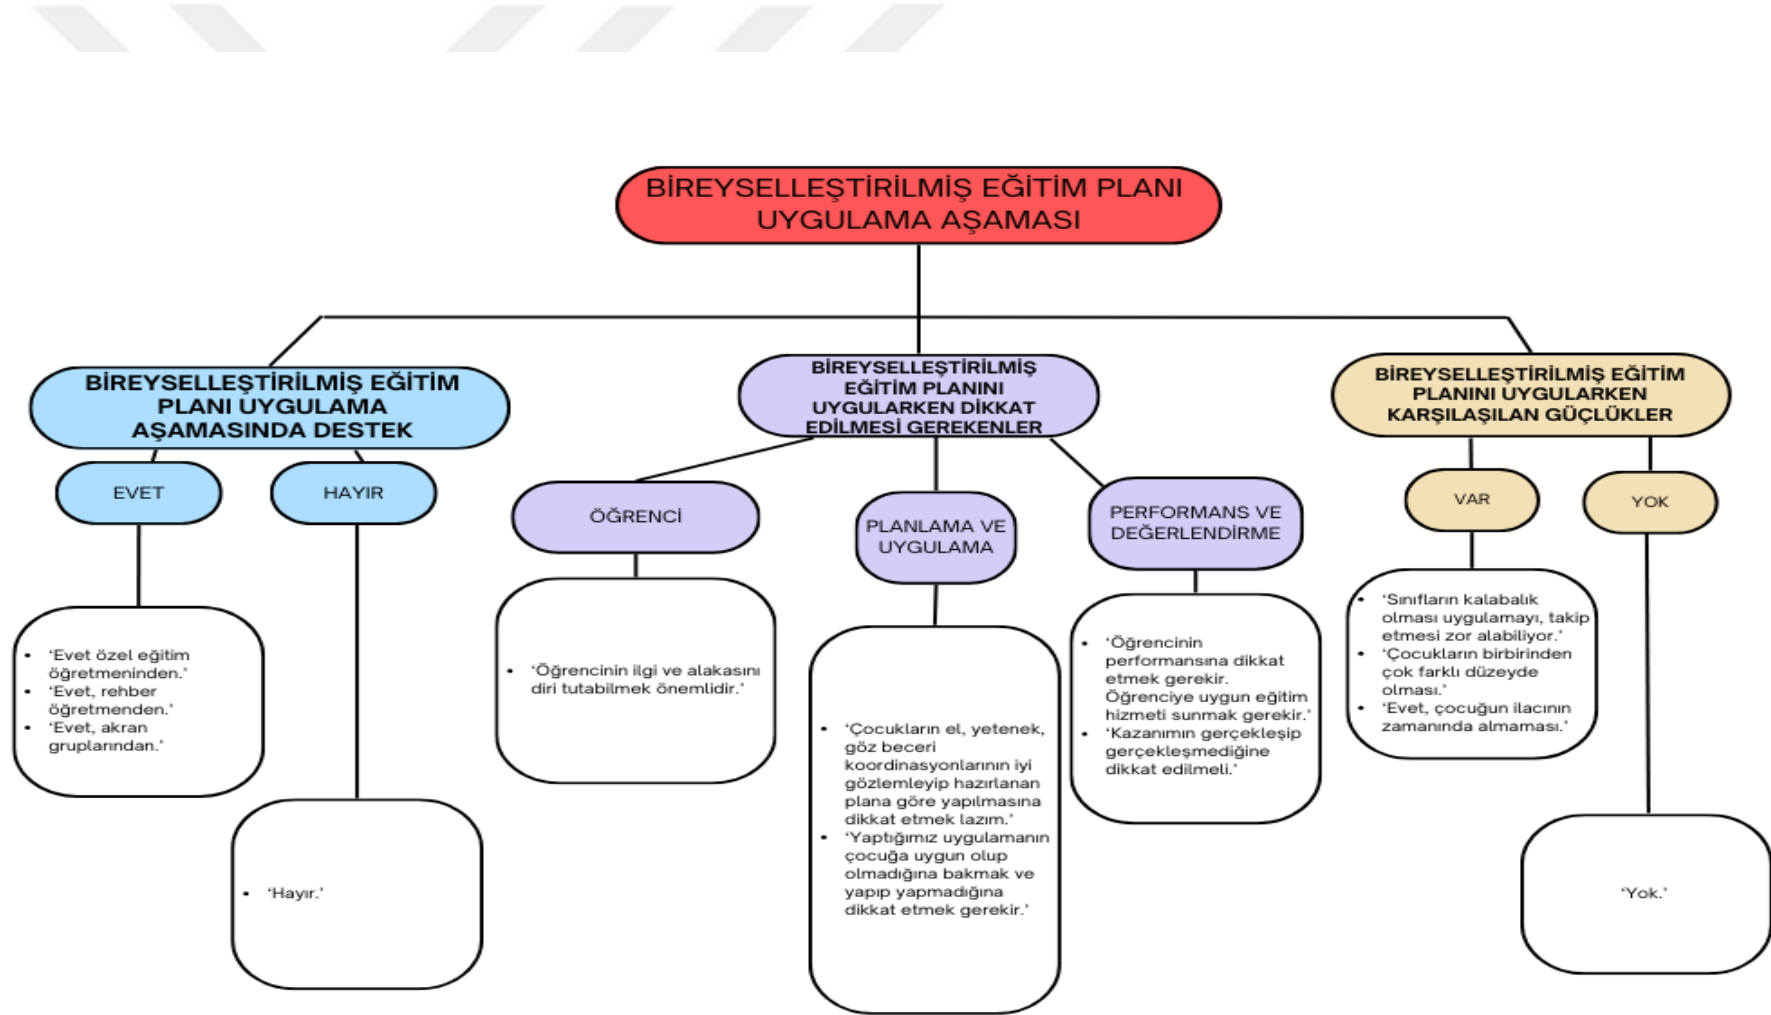 BİREYSELLEŞTİRİLMİŞ EĞİTİM PLANI
UYGULAMA AŞAMASI
BİREYSELLEŞTİRİLMİŞ EĞİTİM
PLANI UYGULAMA
AŞAMASINDA DESTEK
EVET
• ‘Evet özel eğitim
öğretmeninden.’
• ‘Evet, rehber
öğretmenden.’
• ‘Evet, akran
gruplarından.’
HAYIR
• ‘Hayır.’
BİREYSELLEŞTİRİLMİŞ
EĞİTİM PLANINI
UYGULARKEN DİKKAT
EDİLMESİ GEREKENLER
ÖĞRENCİ
• ‘Öğrencinin ilgi ve alakasını
diri tutabilmek önemlidir.’
PLANLAMA VE
UYGULAMA
• ‘Çocukların el, yetenek,
göz beceri
koordinasyonlarının iyi
gözlemleyip hazırlanan
plana göre yapılmasına
dikkat etmek lazım.’
• ‘Yaptığımız uygulamanın
çocuğa uygun olup
olmadığına bakmak ve
yapıp yapmadığına
dikkat etmek gerekir.’
PERFORMANS VE
DEĞERLENDİRME
• ‘Öğrencinin
performansına dikkat
etmek gerekir.
Öğrenciye uygun eğitim
hizmeti sunmak gerekir.’
• ‘Kazanımın gerçekleşip
gerçekleşmediğine
dikkat edilmeli.’
BİREYSELLEŞTİRİLMİŞ EĞİTİM
PLANINI UYGULARKEN
KARŞILAŞILAN GÜÇLÜKLER
VAR
• ‘Sınıfların kalabalık
olması uygulamayı, takip
etmesi zor alabiliyor.’
• ‘Çocukların birbirinden
çok farklı düzeyde
olması.’
• ‘Evet, çocuğun ilacının
zamanında almaması.’
YOK
‘Yok.’